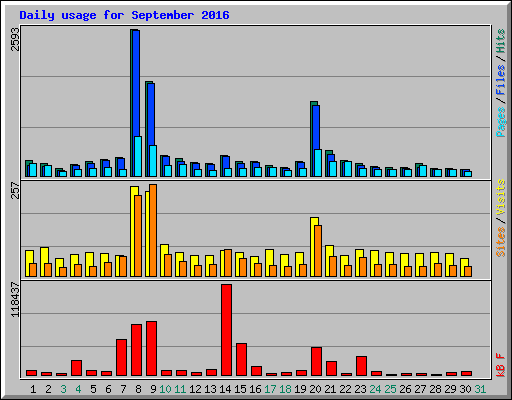 Daily usage for September 2016
2593
Pages / Files / Hits
257
Sites / Visits
118437
kB F
1 2 3 4 5 6 7 8 9 10 11 12 13 14 15 16 17 18 19 20 21 22 23 24 25 26 27 28 29 30 31